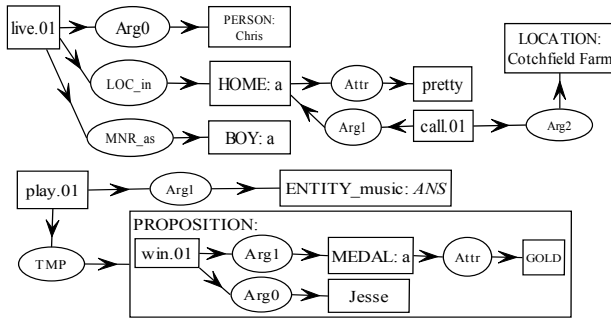 live.01 Arg0 PERSON: Chris
LOC_in HOME: a Attr pretty
LOCATION: Cotchfield Farm
MNR_as BOY: a Arg1 call.01 Arg2
play.01 Arg1 ENTITY_music: ANS
TMP
PROPOSITION:
win.01 Arg1 MEDAL: a Attr GOLD
Arg0 Jesse